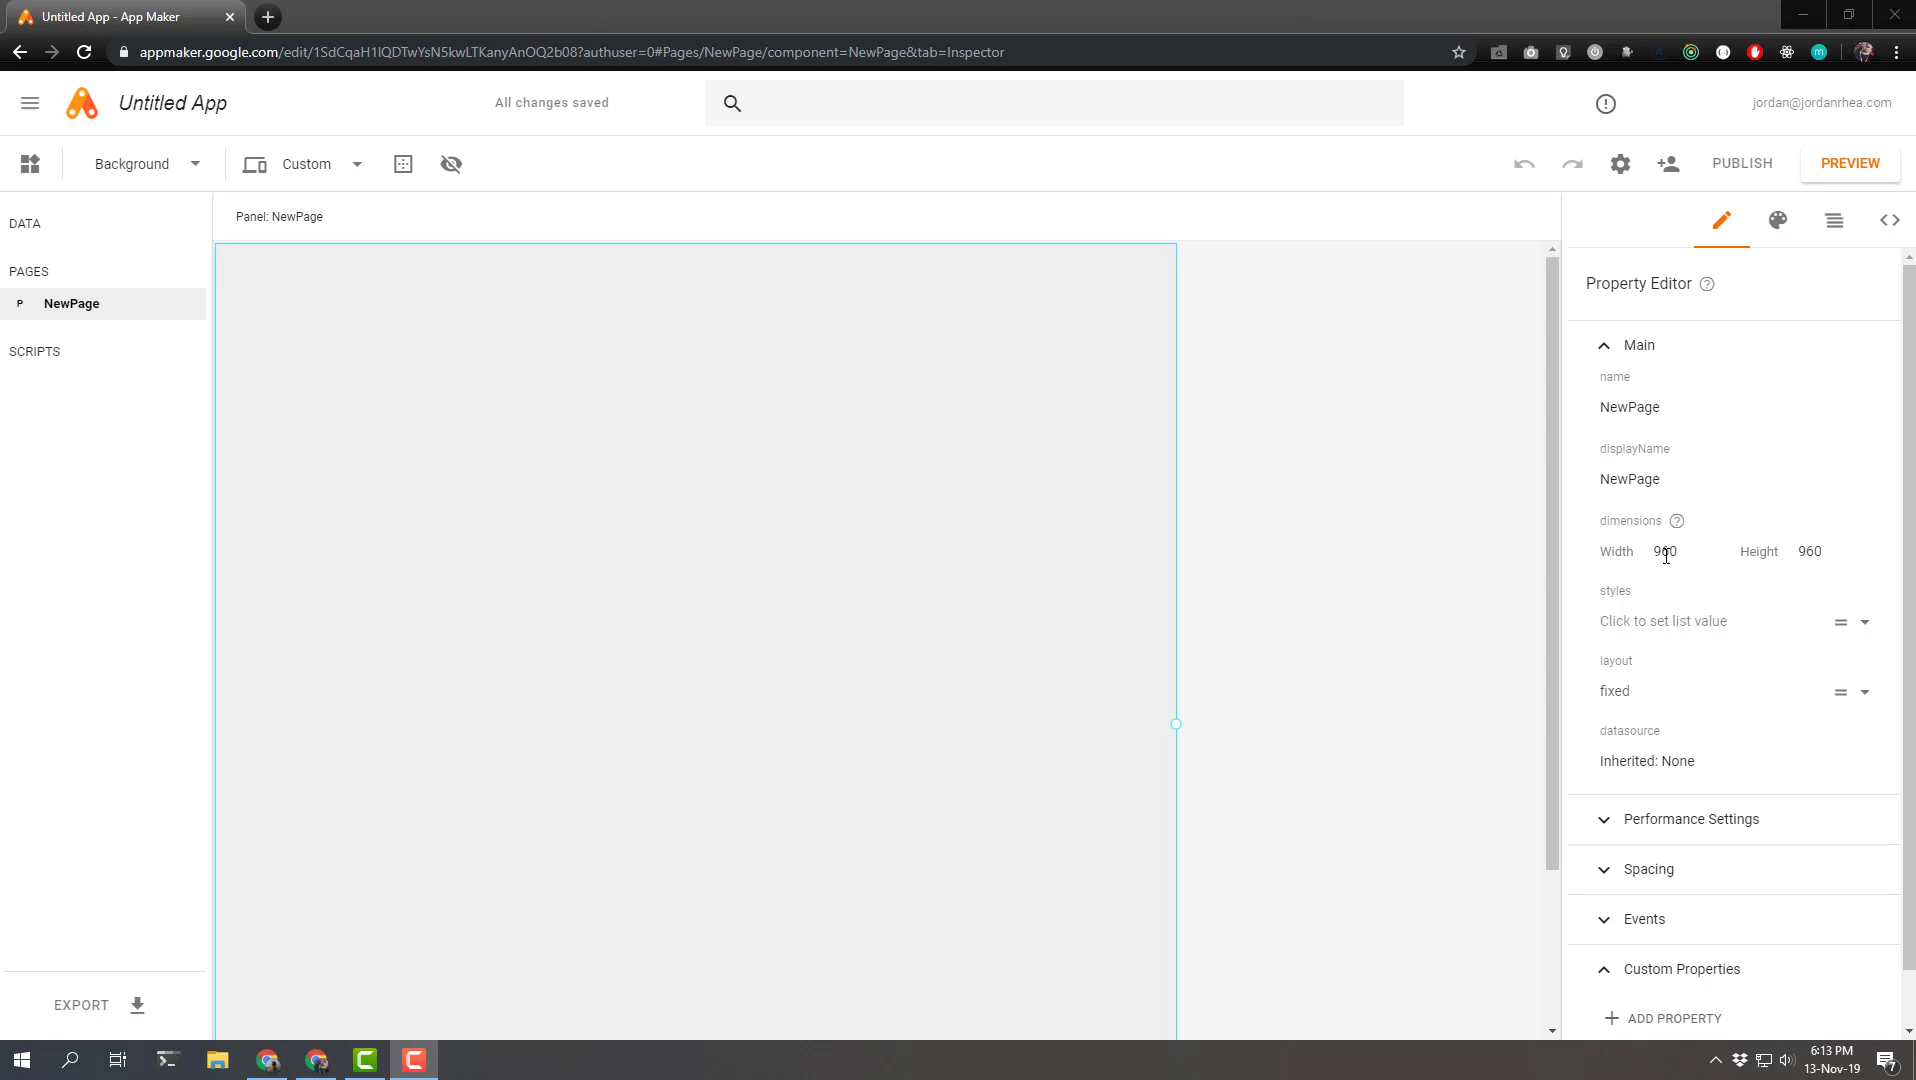 Untitled App - App Maker
appmaker.google.com/edit/1SdCqaH1lQDTwYsN5kwLTKanyAnOQ2b08?authuser=0#Pages/NewPage/component=NewPage&tab=Inspector
Untitled App
All changes saved
jordan@jordanrhea.com
Background
Custom
PUBLISH
PREVIEW
DATA
PAGES
P NewPage
SCRIPTS
EXPORT
Panel: NewPage
Property Editor
Main
name
NewPage
displayName
NewPage
dimensions
Width 960 Height 960
styles
Click to set list value
layout
fixed
datasource
Inherited: None
Performance Settings
Spacing
Events
Custom Properties
ADD PROPERTY
6:13 PM
13-Nov-19
7